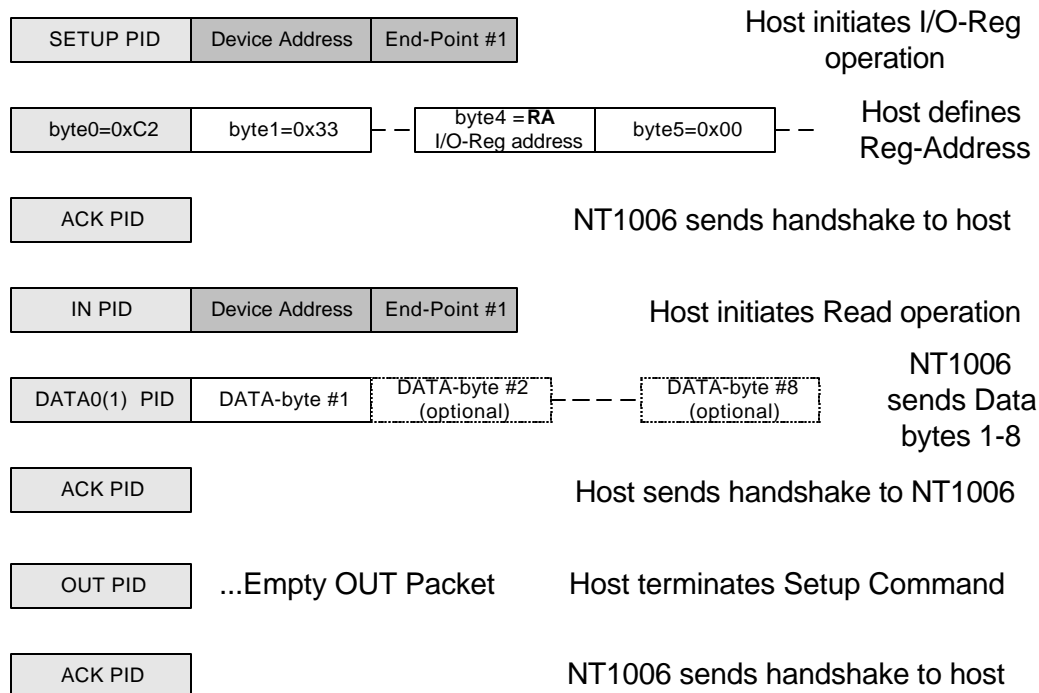 SETUP PID Device Address End-Point #1
Host initiates I/O-Reg
operation
byte0=0xC2 byte1=0x33 byte4 =RA
I/O-Reg address byte5=0x00
Host defines
Reg-Address
ACK PID
NT1006 sends handshake to host
IN PID Device Address End-Point #1
Host initiates Read operation
DATA0(1) PID DATA-byte #1 DATA-byte #2
(optional)
DATA-byte #8
(optional)
NT1006
sends Data
bytes 1-8
ACK PID
Host sends handshake to NT1006
OUT PID ...Empty OUT Packet Host terminates Setup Command
ACK PID
NT1006 sends handshake to host